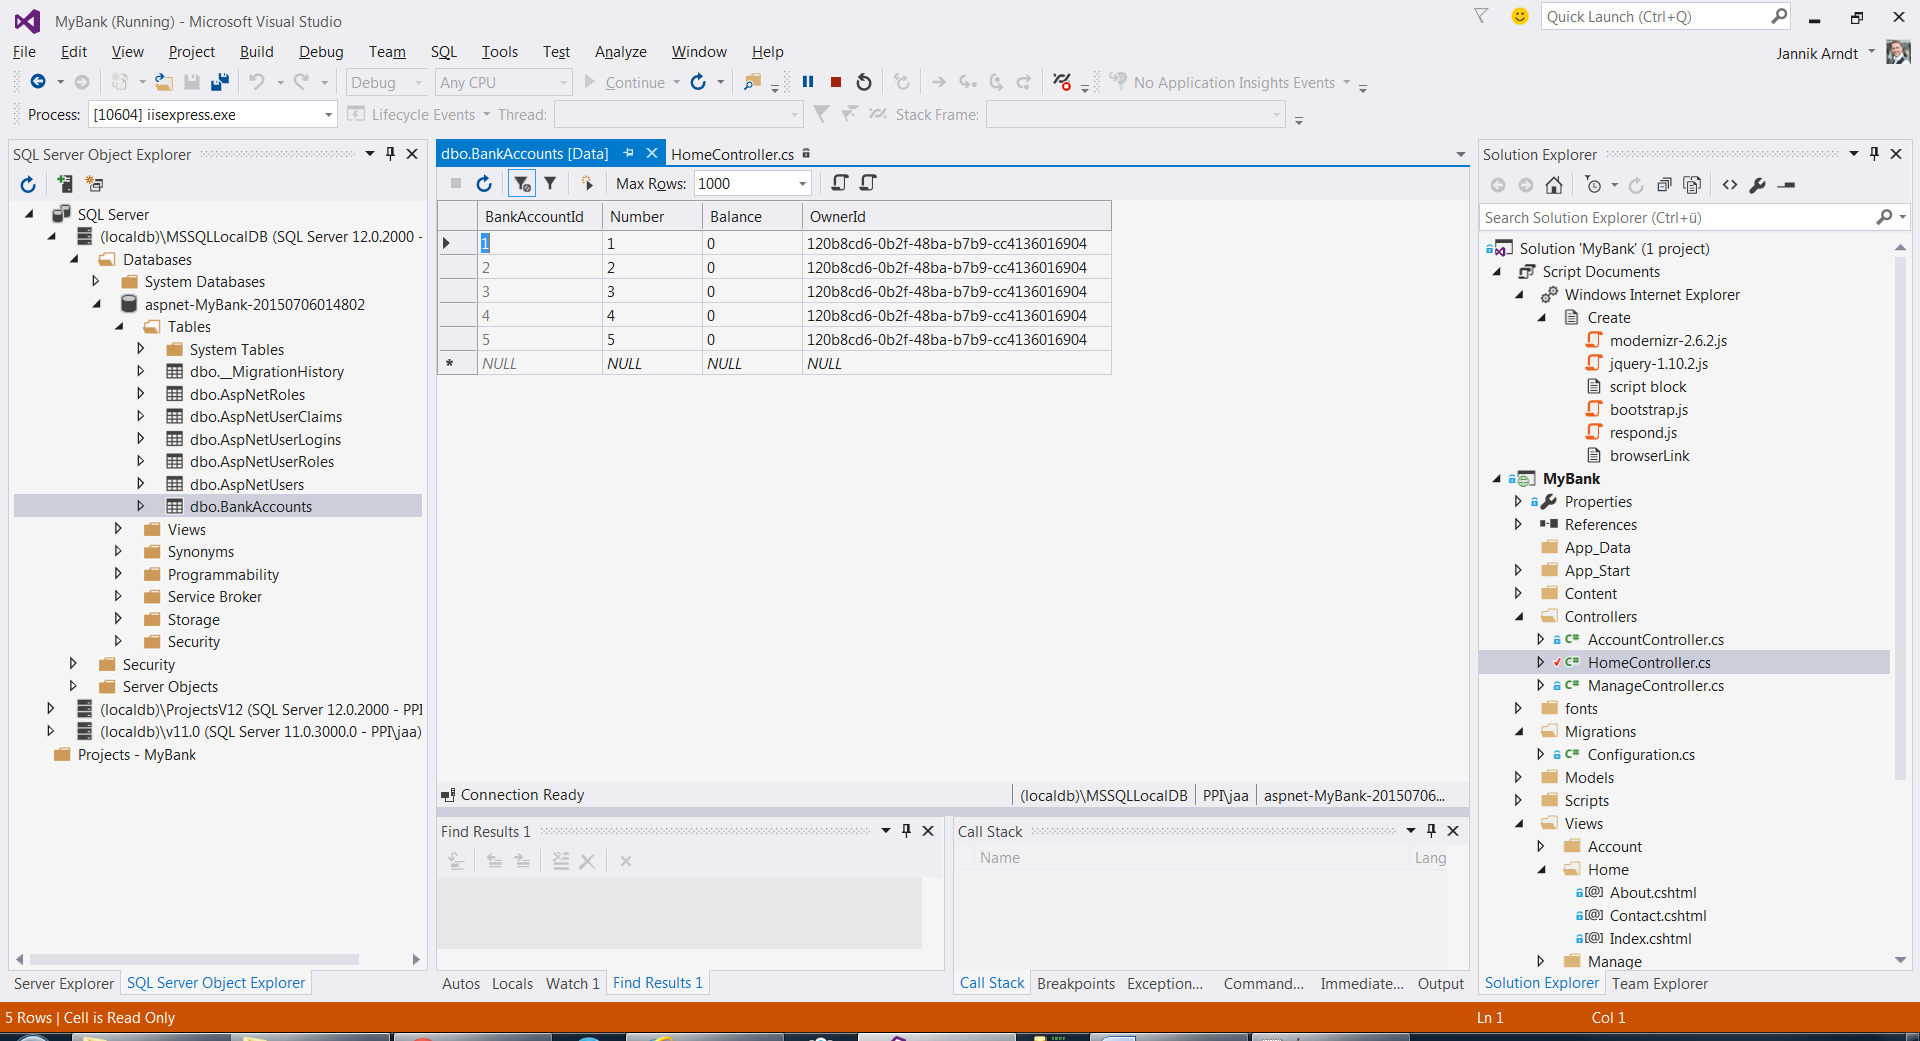 MyBank (Running) - Microsoft Visual Studio
Quick Launch (Ctrl+Q)
File Edit View Project Build Debug Team SQL Tools Test Analyze Window Help
Jannik Arndt
Debug Any CPU Continue No Application Insights Events
Process: [10604] iisexpress.exe Lifecycle Events Thread: Stack Frame:
SQL Server Object Explorer
SQL Server
(localdb)\MSSQLLocalDB (SQL Server 12.0.2000 -
Databases
System Databases
aspnet-MyBank-20150706014802
Tables
System Tables
dbo.__MigrationHistory
dbo.AspNetRoles
dbo.AspNetUserClaims
dbo.AspNetUserLogins
dbo.AspNetUserRoles
dbo.AspNetUsers
dbo.BankAccounts
Views
Synonyms
Programmability
Service Broker
Storage
Security
Security
Server Objects
(localdb)\ProjectsV12 (SQL Server 12.0.2000 - PPI
(localdb)\v11.0 (SQL Server 11.0.3000.0 - PPI\jaa)
Projects - MyBank
Server Explorer SQL Server Object Explorer
dbo.BankAccounts [Data] HomeController.cs
Max Rows: 1000
BankAccountId Number Balance OwnerId
1 1 0 120b8cd6-0b2f-48ba-b7b9-cc4136016904
2 2 0 120b8cd6-0b2f-48ba-b7b9-cc4136016904
3 3 0 120b8cd6-0b2f-48ba-b7b9-cc4136016904
4 4 0 120b8cd6-0b2f-48ba-b7b9-cc4136016904
5 5 0 120b8cd6-0b2f-48ba-b7b9-cc4136016904
* NULL NULL NULL NULL
Connection Ready (localdb)\MSSQLLocalDB PPI\jaa aspnet-MyBank-20150706...
Find Results 1
Autos Locals Watch 1 Find Results 1
Call Stack
Name Lang
Call Stack Breakpoints Exception... Command... Immediate... Output
Solution Explorer
Search Solution Explorer (Ctrl+ü)
Solution 'MyBank' (1 project)
Script Documents
Windows Internet Explorer
Create
modernizr-2.6.2.js
jquery-1.10.2.js
script block
bootstrap.js
respond.js
browserLink
MyBank
Properties
References
App_Data
App_Start
Content
Controllers
C# AccountController.cs
C# HomeController.cs
C# ManageController.cs
fonts
Migrations
C# Configuration.cs
Models
Scripts
Views
Account
Home
[@] About.cshtml
[@] Contact.cshtml
[@] Index.cshtml
Manage
Solution Explorer Team Explorer
5 Rows | Cell is Read Only
Ln 1 Col 1